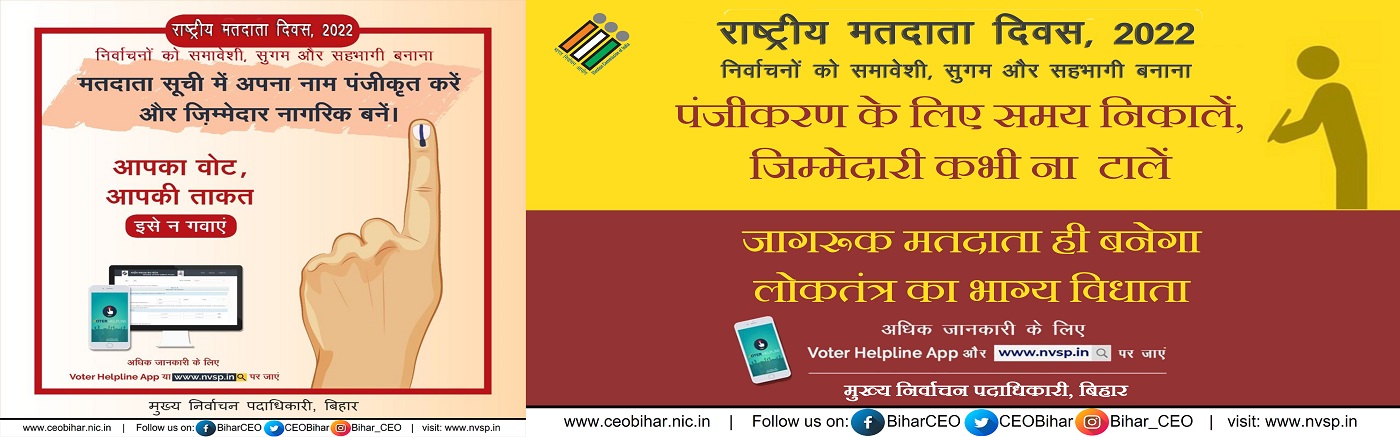 राष्ट्रीय मतदाता दिवस, 2022
निर्वाचनों को समावेशी, सुगम और सहभागी बनाना
मतदाता सूची में अपना नाम पंजीकृत करें
और ज़िम्मेदार नागरिक बनें।
आपका वोट,
आपकी ताकत
इसे न गवाएं
अधिक जानकारी के लिए
Voter Helpline App या www.nvsp.in पर जाएं
मुख्य निर्वाचन पदाधिकारी, बिहार
www.ceobihar.nic.in | Follow us on: BiharCEO CEOBihar Bihar_CEO | visit: www.nvsp.in
राष्ट्रीय मतदाता दिवस, 2022
निर्वाचनों को समावेशी, सुगम और सहभागी बनाना
पंजीकरण के लिए समय निकालें,
जिम्मेदारी कभी ना टालें
जागरूक मतदाता ही बनेगा
लोकतंत्र का भाग्य विधाता
अधिक जानकारी के लिए
Voter Helpline App और www.nvsp.in पर जाएं
मुख्य निर्वाचन पदाधिकारी, बिहार
www.ceobihar.nic.in | Follow us on: BiharCEO CEOBihar Bihar_CEO | visit: www.nvsp.in